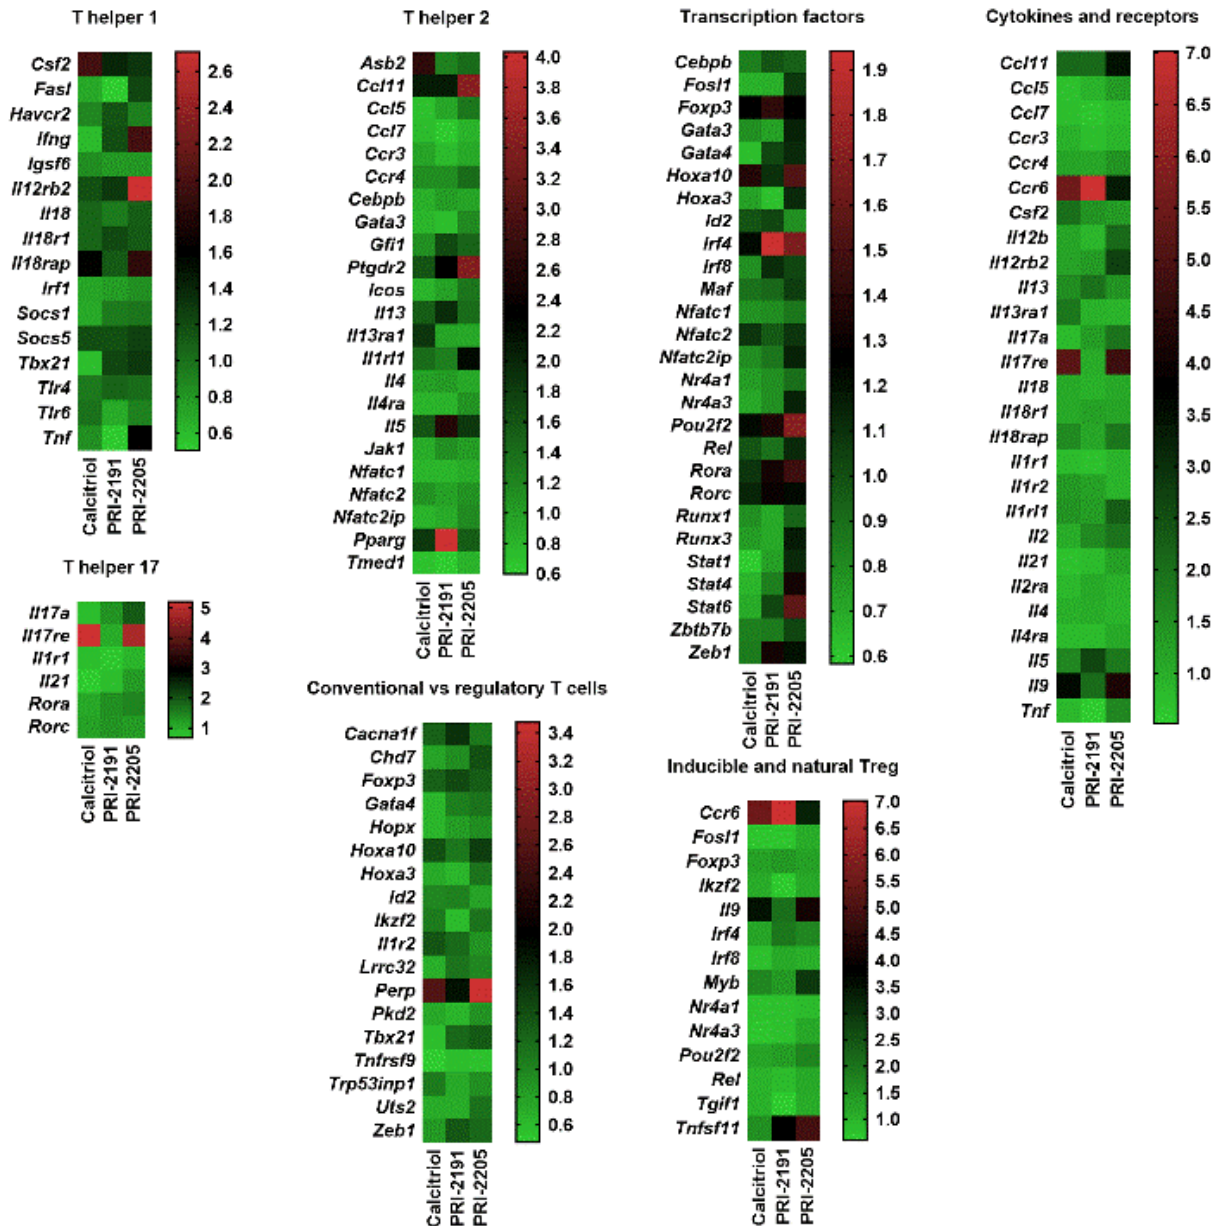 T helper 1
Csf2
Fasl
Havcr2
Ifng
Igsf6
Il12rb2
Il18
Il18r1
Il18rap
Irf1
Socs1
Socs5
Tbx21
Tlr4
Tlr6
Tnf
2.6
2.4
2.2
2.0
1.8
1.6
1.4
1.2
1.0
0.8
0.6
Calcitriol
PRI-2191
PRI-2205
T helper 2
Asb2
Ccl11
Ccl5
Ccl7
Ccr3
Ccr4
Cebpb
Gata3
Gfi1
Ptgdr2
Icos
Il13
Il13ra1
Il1rl1
Il4
Il4ra
Il5
Jak1
Nfatc1
Nfatc2
Nfatc2ip
Pparg
Tmed1
4.0
3.8
3.6
3.4
3.2
3.0
2.8
2.6
2.4
2.2
2.0
1.8
1.6
1.4
1.2
1.0
0.8
0.6
Calcitriol
PRI-2191
PRI-2205
Transcription factors
Cebpb
Fosl1
Foxp3
Gata3
Gata4
Hoxa10
Hoxa3
Id2
Irf4
Irf8
Maf
Nfatc1
Nfatc2
Nfatc2ip
Nr4a1
Nr4a3
Pou2f2
Rel
Rora
Rorc
Runx1
Runx3
Stat1
Stat4
Stat6
Zbtb7b
Zeb1
1.9
1.8
1.7
1.6
1.5
1.4
1.3
1.2
1.1
1.0
0.9
0.8
0.7
0.6
Calcitriol
PRI-2191
PRI-2205
Cytokines and receptors
Ccl11
Ccl5
Ccl7
Ccr3
Ccr4
Ccr6
Csf2
Il12b
Il12rb2
Il13
Il13ra1
Il17a
Il17re
Il18
Il18r1
Il18rap
Il1r1
Il1r2
Il1rl1
Il2
Il21
Il2ra
Il4
Il4ra
Il5
Il9
Tnf
7.0
6.0
5.0
4.0
3.0
2.0
1.0
Calcitriol
PRI-2191
PRI-2205
T helper 17
Il17a
Il17re
Il1r1
Il21
Rora
Rorc
5
4
3
2
1
Calcitriol
PRI-2191
PRI-2205
Conventional vs regulatory T cells
Cacna1f
Chd7
Foxp3
Gata4
Hopx
Hoxa10
Hoxa3
Id2
Ikzf2
Il1r2
Lrrc32
Perp
Pkd2
Tbx21
Tnfrsf9
Trp53inp1
Uts2
Zeb1
3.4
3.2
3.0
2.8
2.6
2.4
2.2
2.0
1.8
1.6
1.4
1.2
1.0
0.8
0.6
Calcitriol
PRI-2191
PRI-2205
Inducible and natural Treg
Ccr6
Fosl1
Foxp3
Ikzf2
Il9
Irf4
Irf8
Myb
Nr4a1
Nr4a3
Pou2f2
Rel
Tgif1
Tnfsf11
7.0
6.5
6.0
5.5
5.0
4.5
4.0
3.5
3.0
2.5
2.0
1.5
1.0
Calcitriol
PRI-2191
PRI-2205